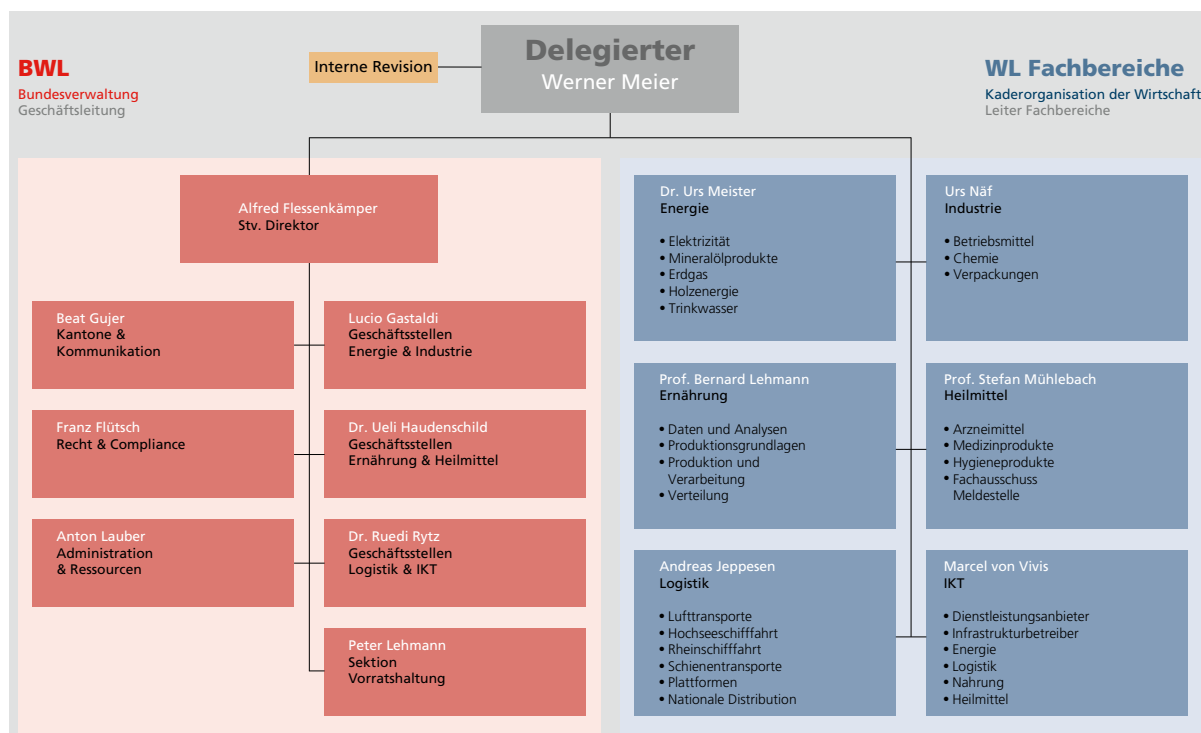 Delegierter
Werner Meier
Interne Revision
BWL
Bundesverwaltung
Geschäftsleitung
WL Fachbereiche
Kaderorganisation der Wirtschaft
Leiter Fachbereiche
Alfred Flessenkämper
Stv. Direktor
Beat Gujer
Kantone &
Kommunikation
Lucio Gastaldi
Geschäftsstellen
Energie & Industrie
Franz Flütsch
Recht & Compliance
Dr. Ueli Haudenschild
Geschäftsstellen
Ernährung & Heilmittel
Anton Lauber
Administration
& Ressourcen
Dr. Ruedi Rytz
Geschäftsstellen
Logistik & IKT
Peter Lehmann
Sektion
Vorratshaltung
Dr. Urs Meister
Energie
• Elektrizität
• Mineralölprodukte
• Erdgas
• Holzenergie
• Trinkwasser
Urs Näf
Industrie
• Betriebsmittel
• Chemie
• Verpackungen
Prof. Bernard Lehmann
Ernährung
• Daten und Analysen
• Produktionsgrundlagen
• Produktion und
Verarbeitung
• Verteilung
Prof. Stefan Mühlebach
Heilmittel
• Arzneimittel
• Medizinprodukte
• Hygieneprodukte
• Fachausschuss
Meldestelle
Andreas Jeppesen
Logistik
• Lufttransporte
• Hochseeschifffahrt
• Rheinschifffahrt
• Schienentransporte
• Plattformen
• Nationale Distribution
Marcel von Vivis
IKT
• Dienstleistungsanbieter
• Infrastrukturbetreiber
• Energie
• Logistik
• Nahrung
• Heilmittel